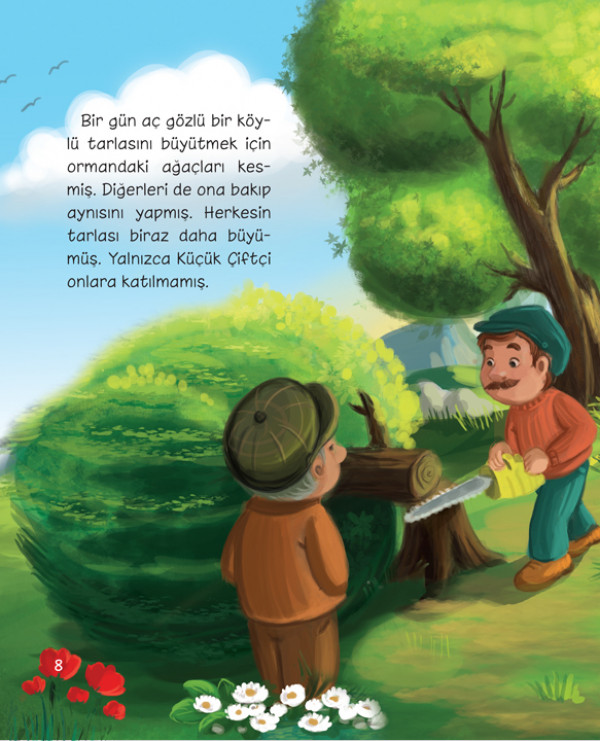 Bir gün aç gözlü bir köy-
lü tarlasını büyütmek için
ormandaki ağaçları kes-
miş. Diğerleri de ona bakıp
aynısını yapmış. Herkesin
tarlası biraz daha büyü-
müş. Yalnızca Küçük Çiftçi
onlara katılmamış.
8